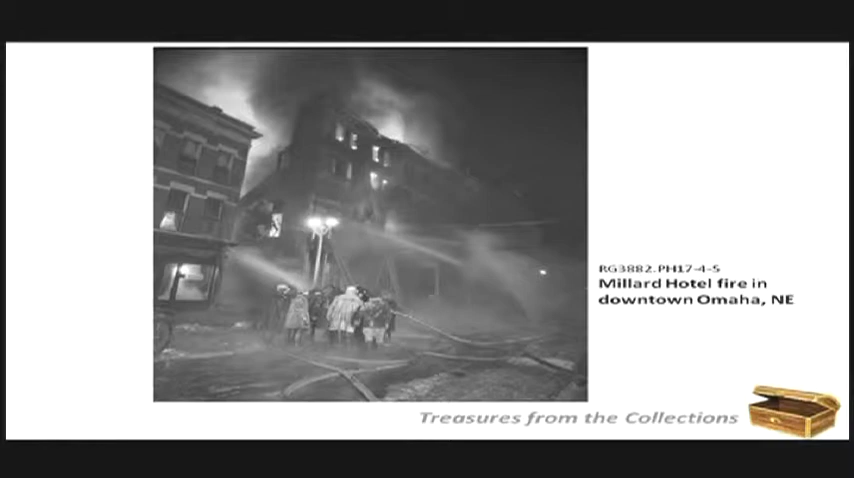 RG3882.PH17-4-5
Millard Hotel fire in
downtown Omaha, NE
Treasures from the Collections